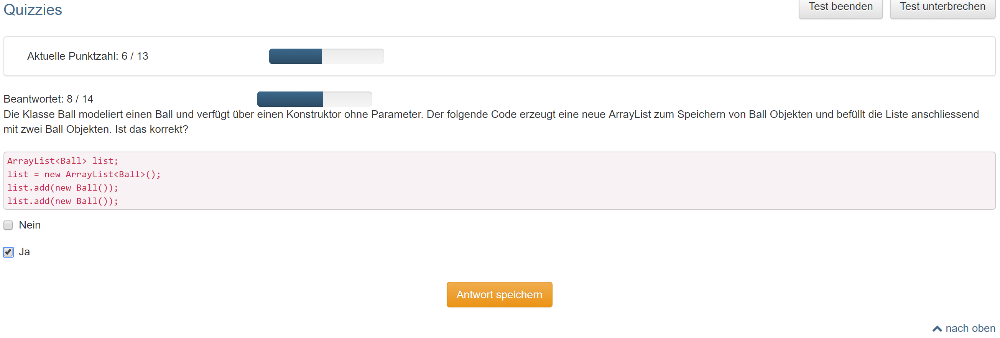 Quizzies
Test beenden
Test unterbrechen
Aktuelle Punktzahl: 6 / 13
Beantwortet: 8 / 14
Die Klasse Ball modeliert einen Ball und verfügt über einen Konstruktor ohne Parameter. Der folgende Code erzeugt eine neue ArrayList zum Speichern von Ball Objekten und befüllt die Liste anschliessend
mit zwei Ball Objekten. Ist das korrekt?
ArrayList<Ball> list;
list = new ArrayList<Ball>();
list.add(new Ball());
list.add(new Ball());
Nein
Ja
Antwort speichern
nach oben